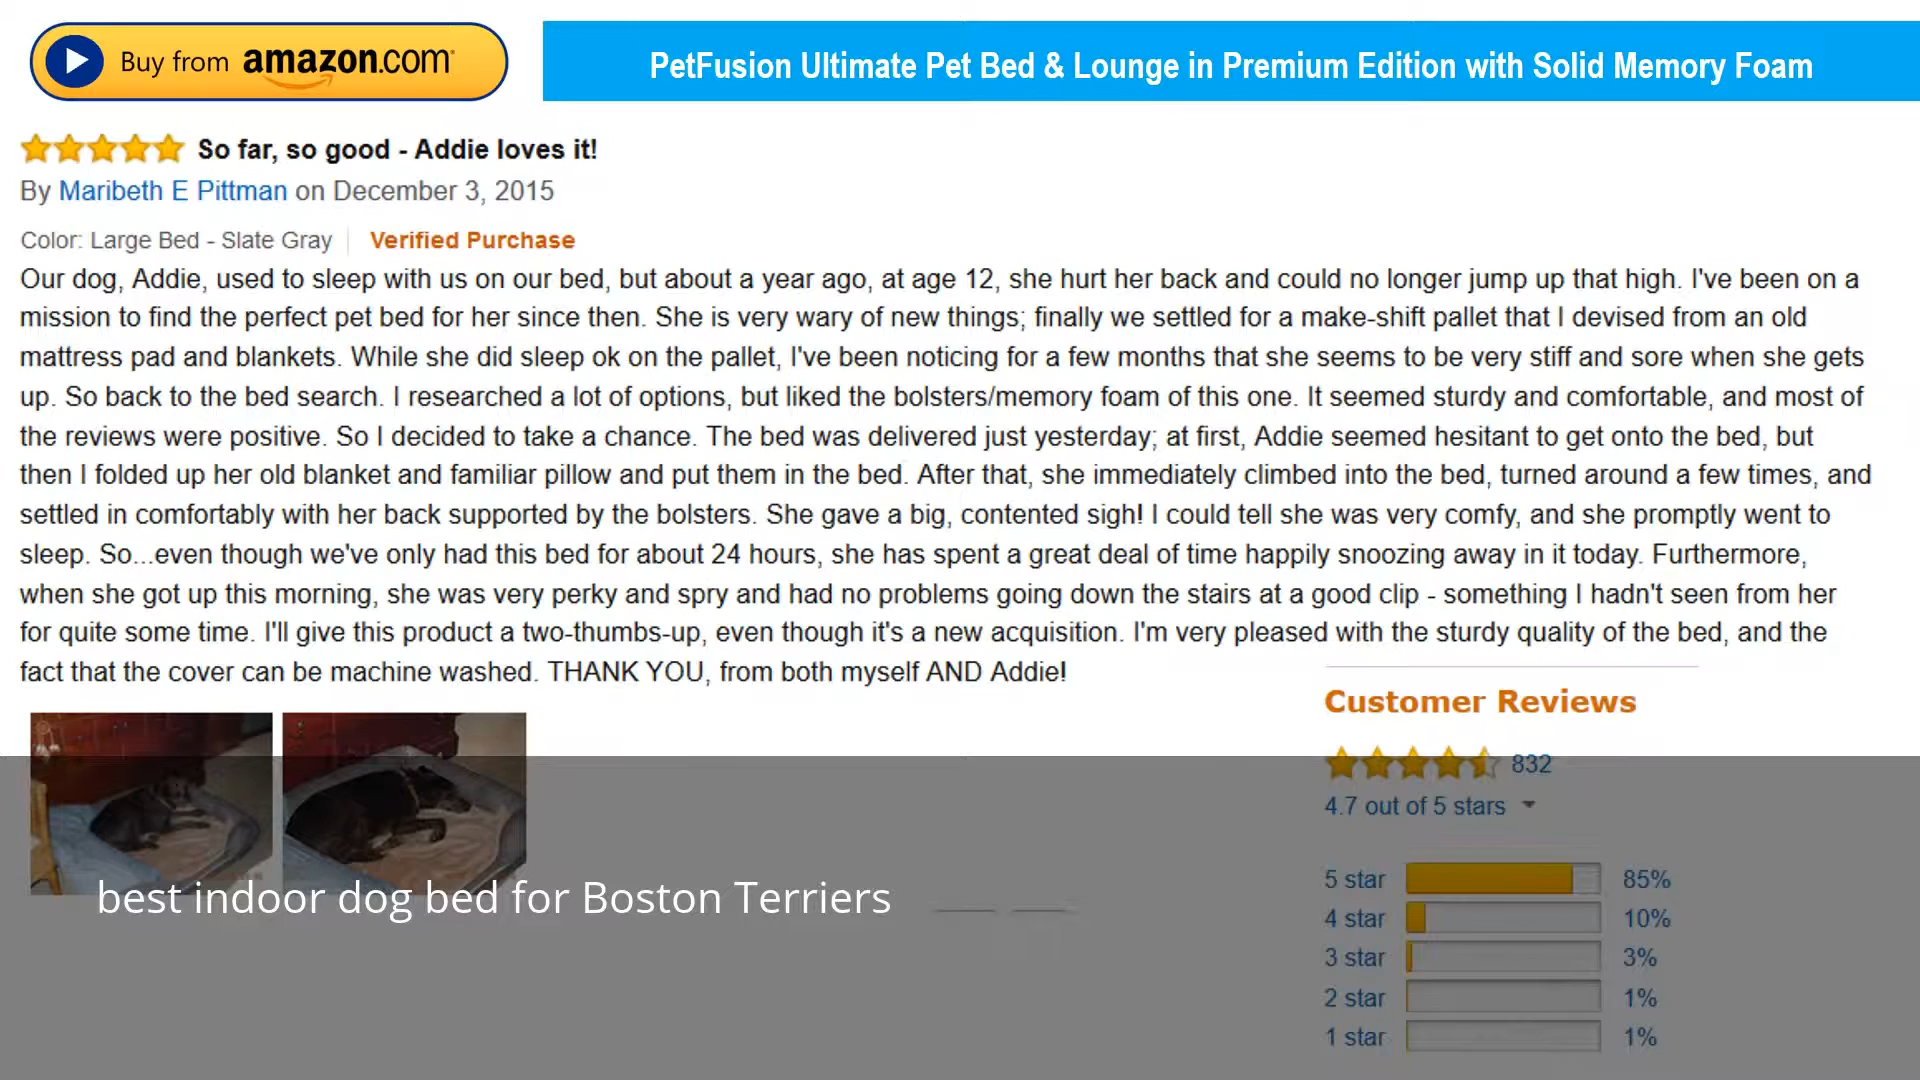 Buy from amazon.com
PetFusion Ultimate Pet Bed & Lounge in Premium Edition with Solid Memory Foam
So far, so good - Addie loves it!
By Maribeth E Pittman on December 3, 2015
Color: Large Bed - Slate Gray Verified Purchase
Our dog, Addie, used to sleep with us on our bed, but about a year ago, at age 12, she hurt her back and could no longer jump up that high. I've been on a
mission to find the perfect pet bed for her since then. She is very wary of new things; finally we settled for a make-shift pallet that I devised from an old
mattress pad and blankets. While she did sleep ok on the pallet, I've been noticing for a few months that she seems to be very stiff and sore when she gets
up. So back to the bed search. I researched a lot of options, but liked the bolsters/memory foam of this one. It seemed sturdy and comfortable, and most of
the reviews were positive. So I decided to take a chance. The bed was delivered just yesterday; at first, Addie seemed hesitant to get onto the bed, but
then I folded up her old blanket and familiar pillow and put them in the bed. After that, she immediately climbed into the bed, turned around a few times, and
settled in comfortably with her back supported by the bolsters. She gave a big, contented sigh! I could tell she was very comfy, and she promptly went to
sleep. So...even though we've only had this bed for about 24 hours, she has spent a great deal of time happily snoozing away in it today. Furthermore,
when she got up this morning, she was very perky and spry and had no problems going down the stairs at a good clip - something I hadn't seen from her
for quite some time. I'll give this product a two-thumbs-up, even though it's a new acquisition. I'm very pleased with the sturdy quality of the bed, and the
fact that the cover can be machine washed. THANK YOU, from both myself AND Addie!
Customer Reviews
832
4.7 out of 5 stars
5 star 85%
4 star 10%
3 star 3%
2 star 1%
1 star 1%
best indoor dog bed for Boston Terriers